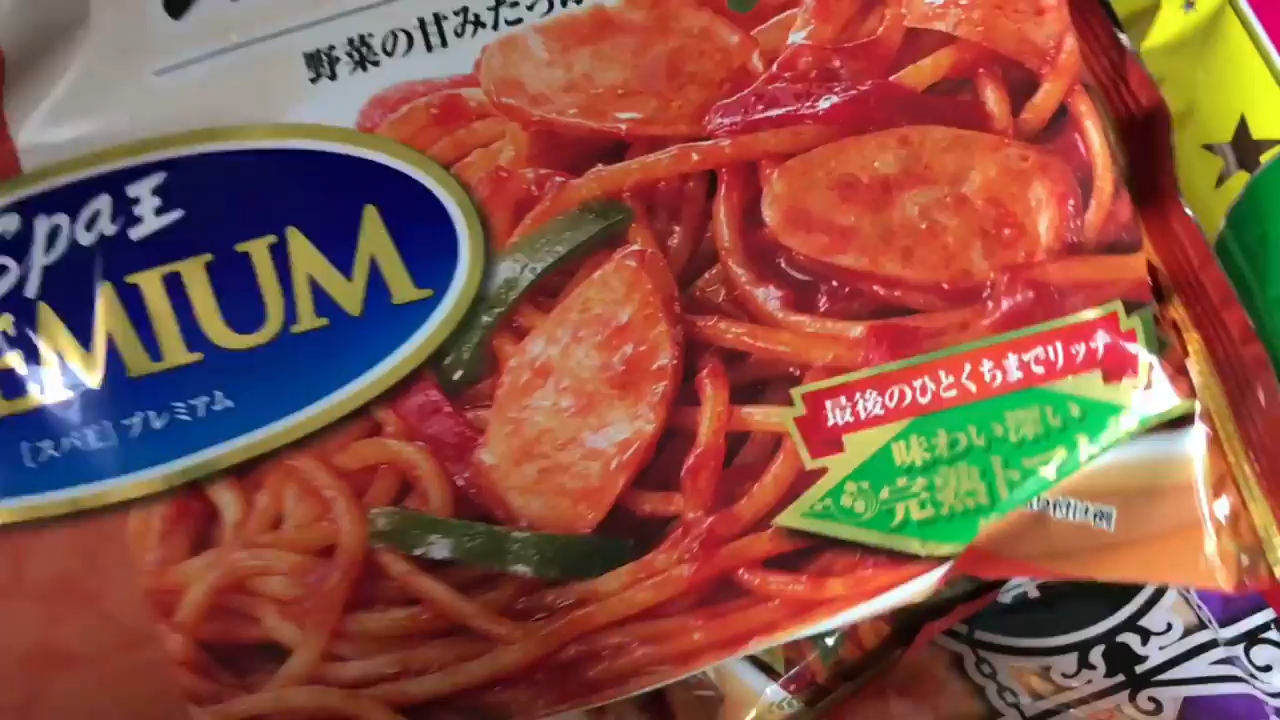 野菜の甘みたっ
Spa王
EMIUM
[スパ王] プレミアム
最後のひとくちまでリッチ
味わい深い
完熟トマト